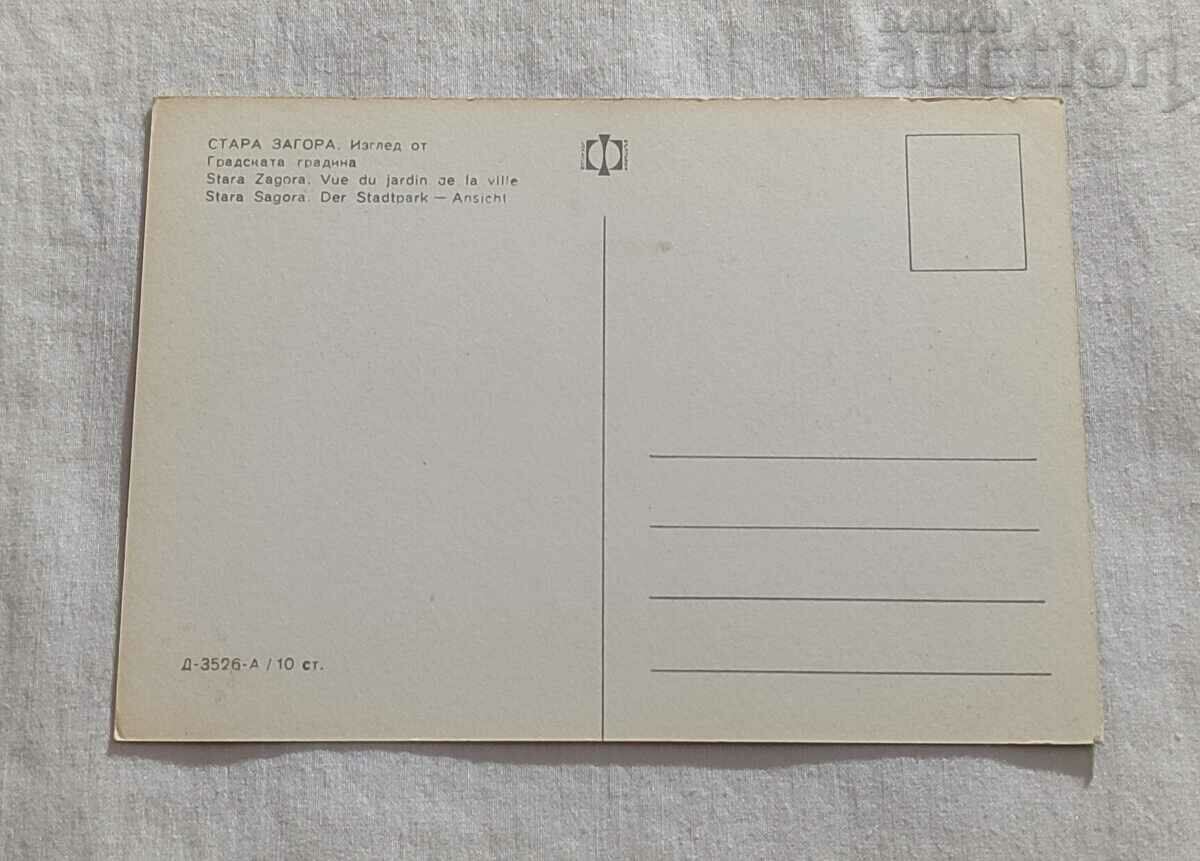 BALKAN
auction
СТАРА ЗАГОРА. Изглед от
Градската градина
Stara Zagora. Vue du jardin de la ville
Stara Sagora. Der Stadtpark — Ansicht
Д-3526-А / 10 ст.